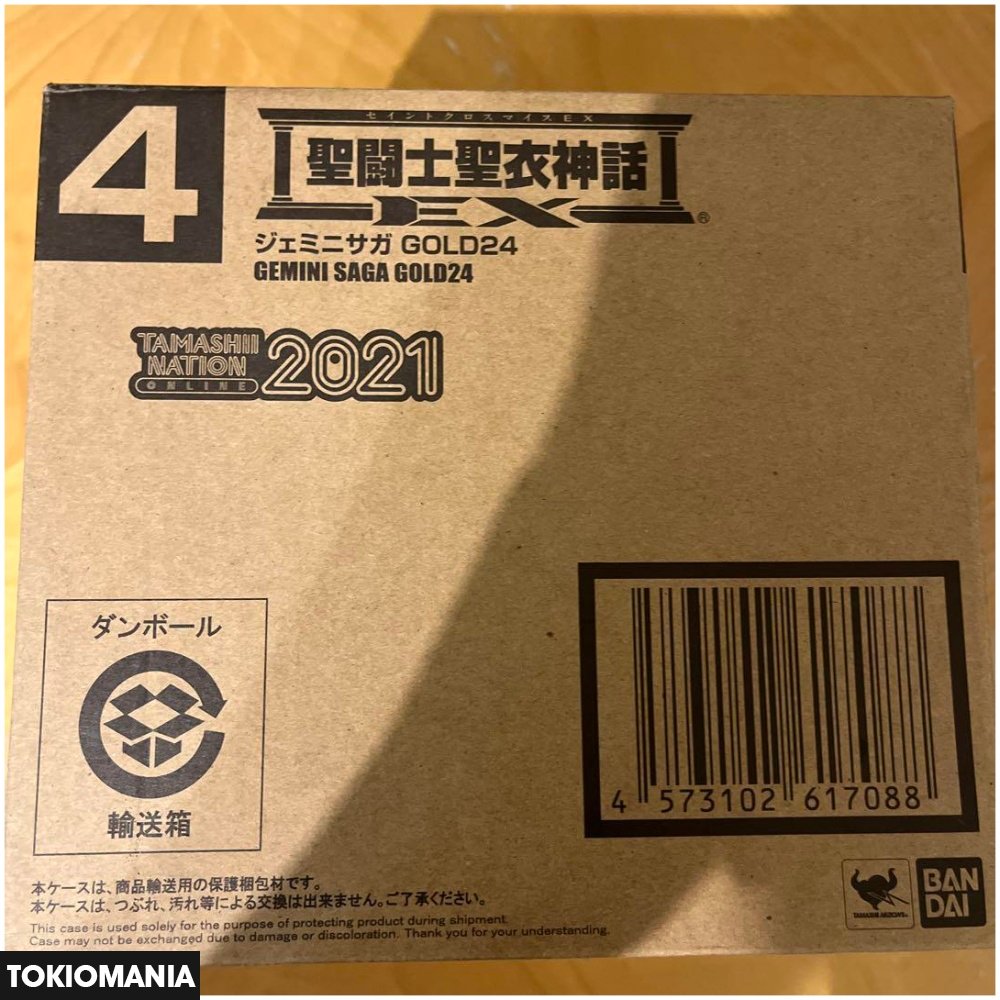 4
セイントクロスマイスEX
聖闘士聖衣神話
EX®
ジェミニサガ GOLD24
GEMINI SAGA GOLD24
TAMASHII
NATION
ONLINE
2021
ダンボール
輸送箱
4 573102 617088
本ケースは、商品輸送用の保護梱包材です。
本ケースは、つぶれ、汚れ等による交換は出来ません。ご了承ください。
This case is used solely for the purpose of protecting product during shipment.
Case may not be exchanged due to damage or discoloration. Thank you for your understanding.
TAMASHII NATIONS
BAN
DAI
TOKIOMANIA